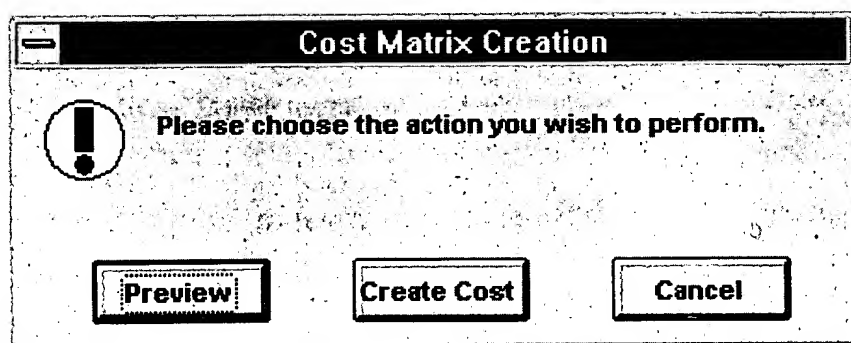 Cost Matrix Creation
Please choose the action you wish to perform.
Preview Create Cost Cancel